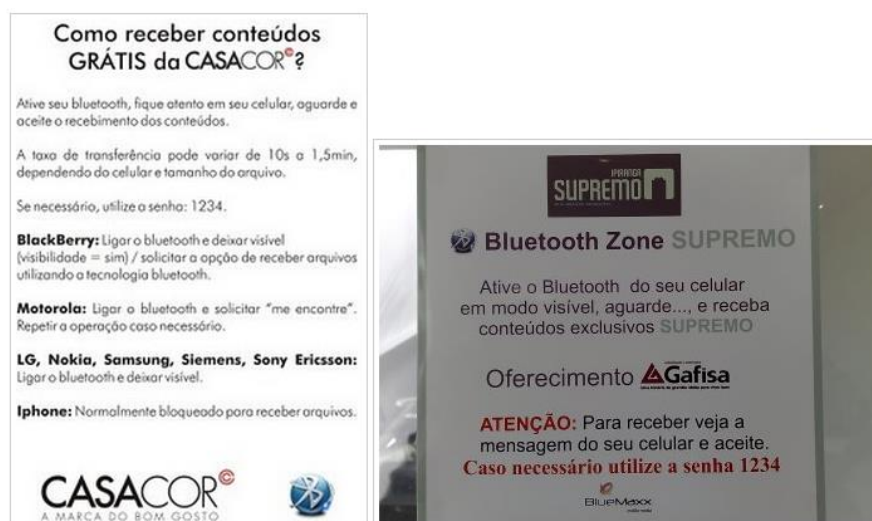 Como receber conteúdos
GRÁTIS da CASACOR©?
Ative seu bluetooth, fique atento em seu celular, aguarde e
aceite o recebimento dos conteúdos.
A taxa de transferência pode variar de 10s a 1,5min,
dependendo do celular e tamanho do arquivo.
Se necessário, utilize a senha: 1234.
BlackBerry: Ligar o bluetooth e deixar visível
(visibilidade = sim) / solicitar a opção de receber arquivos
utilizando a tecnologia bluetooth.
Motorola: Ligar o bluetooth e solicitar “me encontre”.
Repetir a operação caso necessário.
LG, Nokia, Samsung, Siemens, Sony Ericsson:
Ligar o bluetooth e deixar visível.
Iphone: Normalmente bloqueado para receber arquivos.
CASACOR©
A MARCA DO BOM GOSTO
IPIRANGA
SUPREMO
Bluetooth Zone SUPREMO
Ative o Bluetooth do seu celular
em modo visível, aguarde..., e receba
conteúdos exclusivos SUPREMO
Oferecimento Gafisa
ATENÇÃO: Para receber veja a
mensagem do seu celular e aceite.
Caso necessário utilize a senha 1234
BlueMaxx